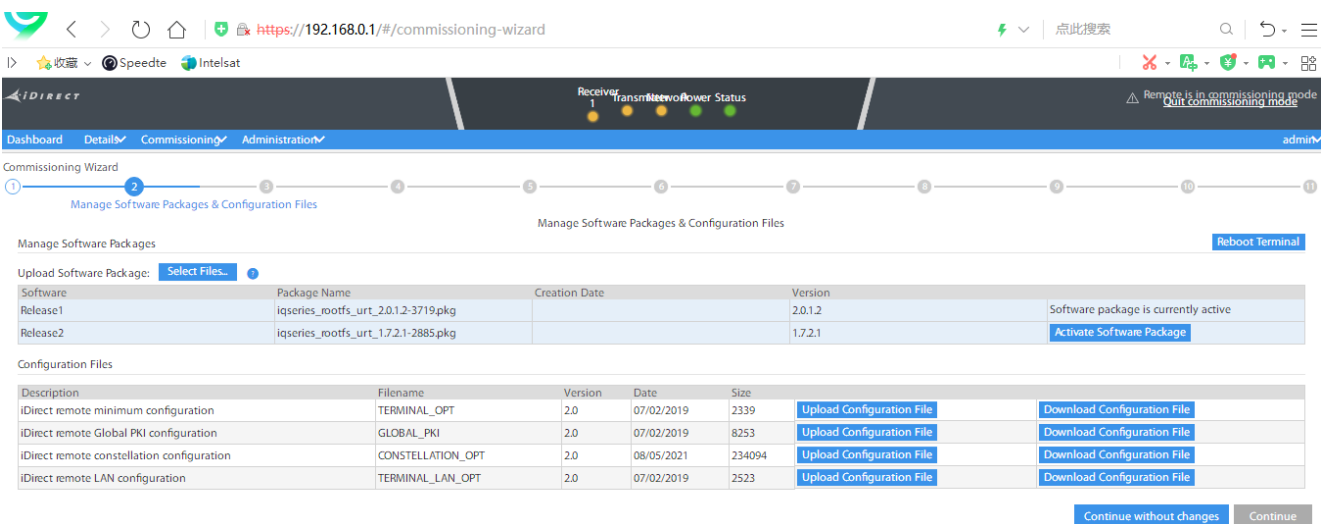 https://192.168.0.1/#/commissioning-wizard 点此搜索
收藏 Speedte Intelsat
iDIRECT Receiver 1 Transmitter Network Power Status Remote is in commissioning mode
Quit commissioning mode
Dashboard Details Commissioning Administration admin
Commissioning Wizard
1 2 3 4 5 6 7 8 9 10 11
Manage Software Packages & Configuration Files
Manage Software Packages & Configuration Files
Manage Software Packages Reboot Terminal
Upload Software Package: Select Files... ?
Software Package Name Creation Date Version
Release1 iqseries_rootfs_urt_2.0.1.2-3719.pkg 2.0.1.2 Software package is currently active
Release2 iqseries_rootfs_urt_1.7.2.1-2885.pkg 1.7.2.1 Activate Software Package
Configuration Files
Description Filename Version Date Size
iDirect remote minimum configuration TERMINAL_OPT 2.0 07/02/2019 2339 Upload Configuration File Download Configuration File
iDirect remote Global PKI configuration GLOBAL_PKI 2.0 07/02/2019 8253 Upload Configuration File Download Configuration File
iDirect remote constellation configuration CONSTELLATION_OPT 2.0 08/05/2021 234094 Upload Configuration File Download Configuration File
iDirect remote LAN configuration TERMINAL_LAN_OPT 2.0 07/02/2019 2523 Upload Configuration File Download Configuration File
Continue without changes Continue